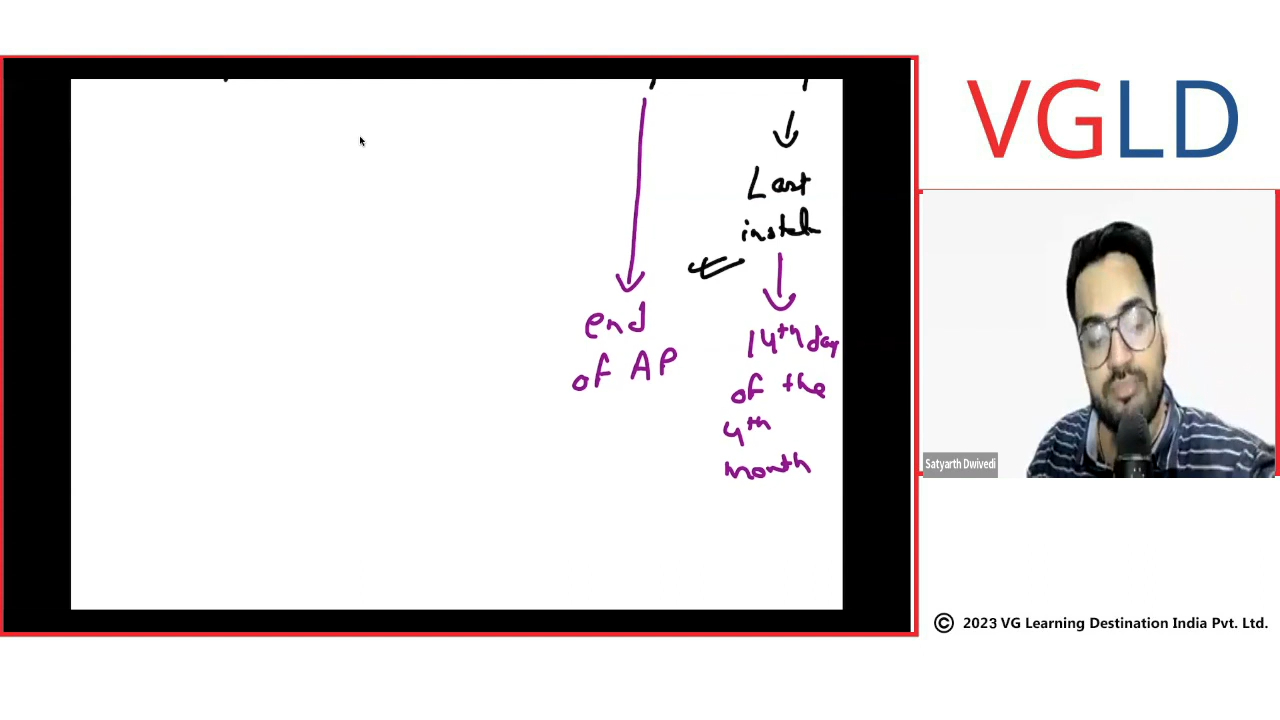 Last
instal
end
of AP
14th day
of the
4th
month
VGLD
Satyarth Dwivedi
© 2023 VG Learning Destination India Pvt. Ltd.